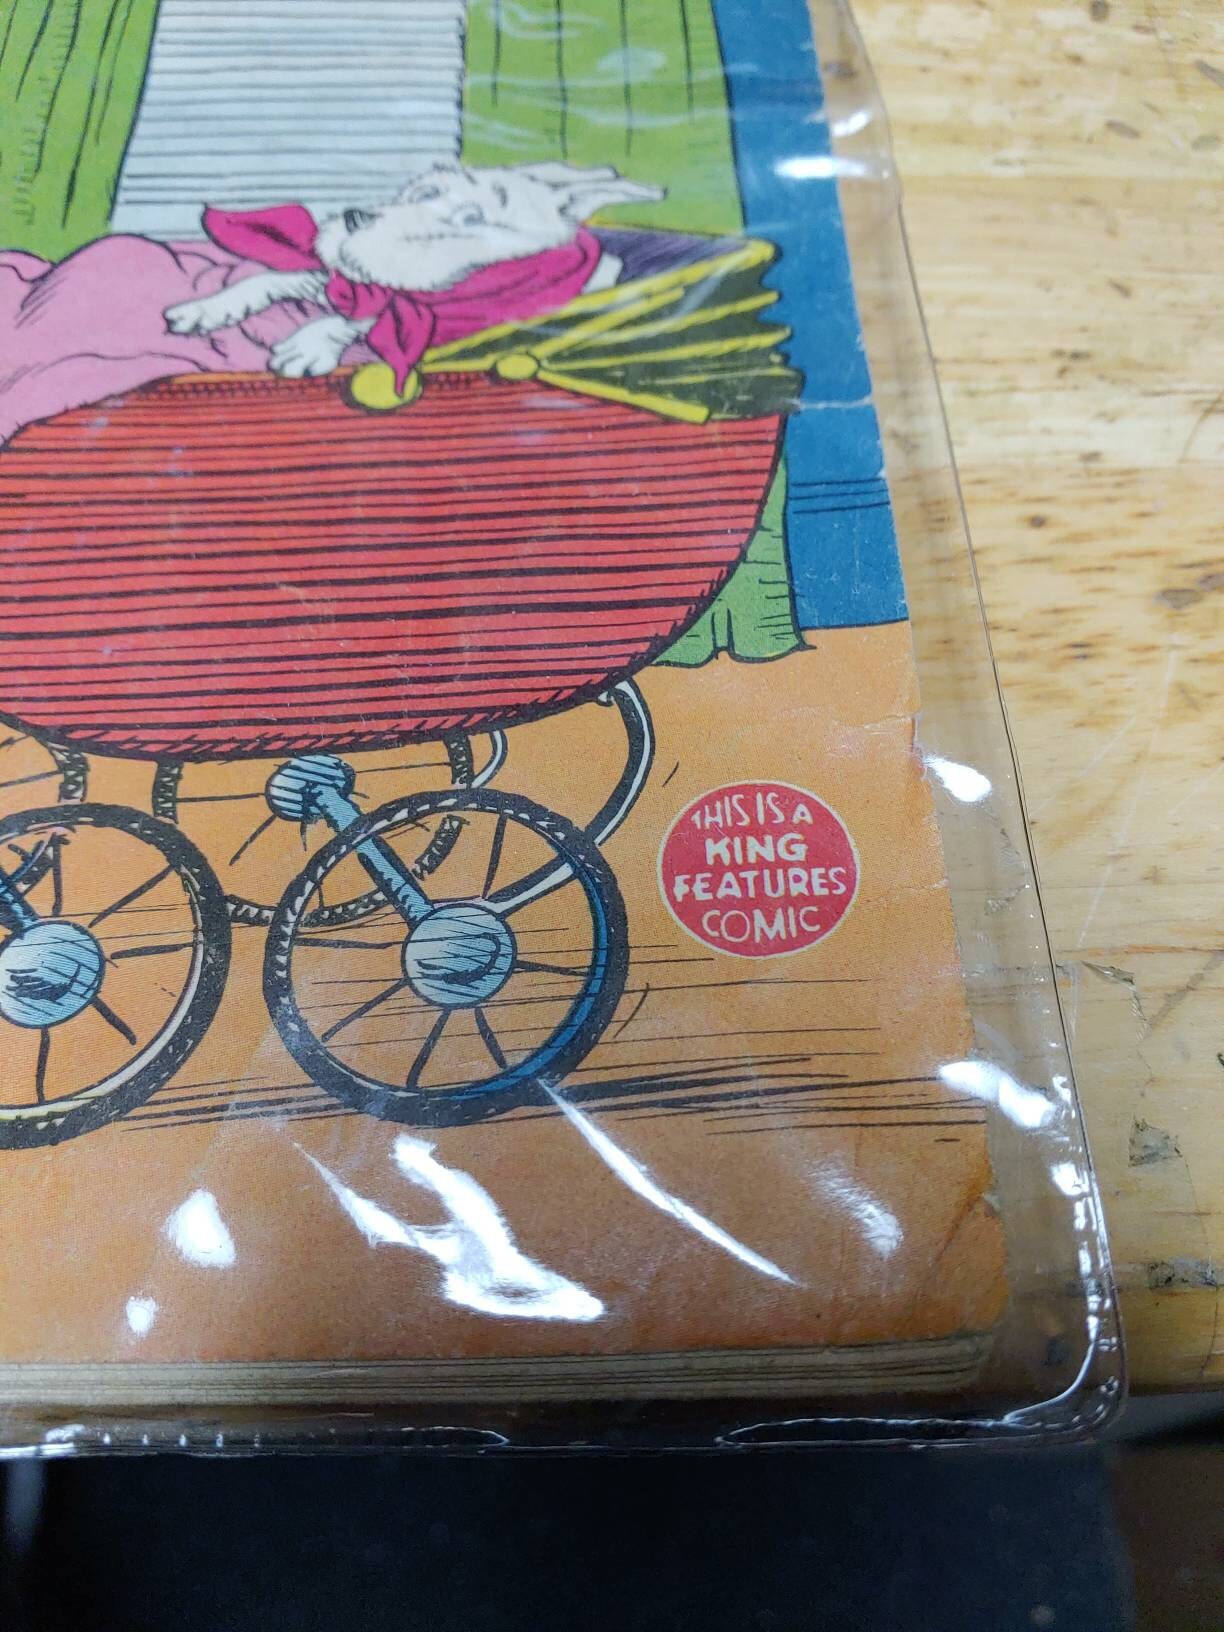 THIS IS A
KING
FEATURES
COMIC